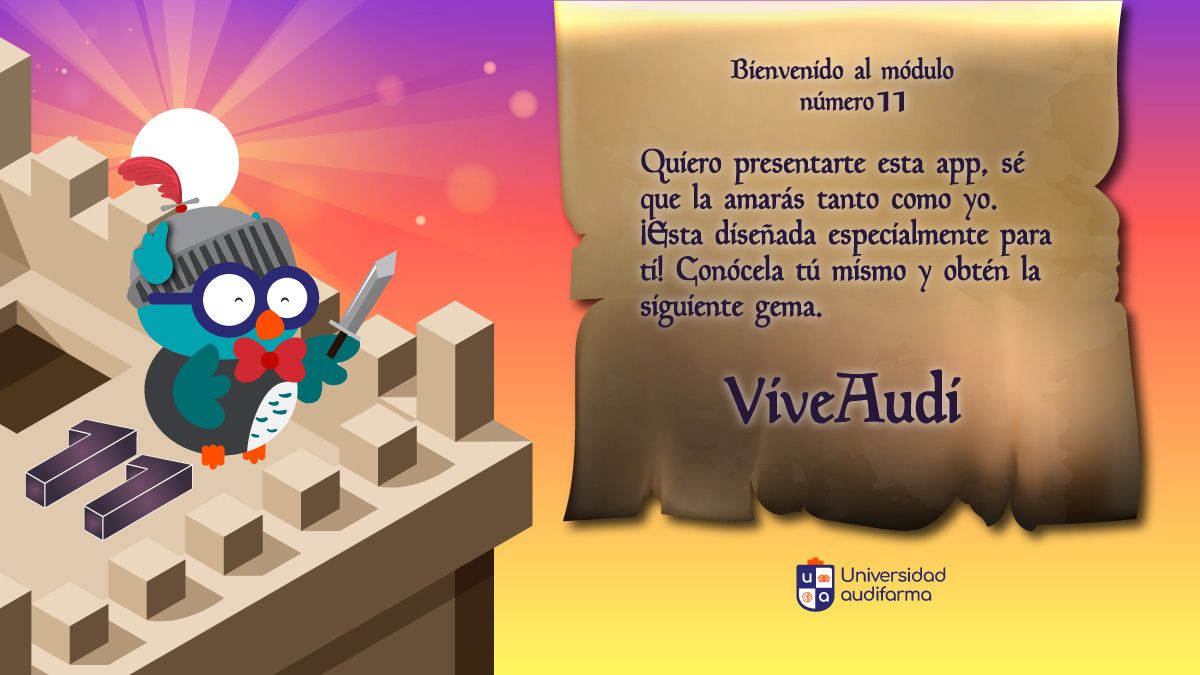 Bienvenido al módulo
número 11
Quiero presentarte esta app, sé
que la amarás tanto como yo.
¡Esta diseñada especialmente para
ti! Conócela tú mismo y obtén la
siguiente gema.
ViveAudi
11
u
a
Universidad
audifarma